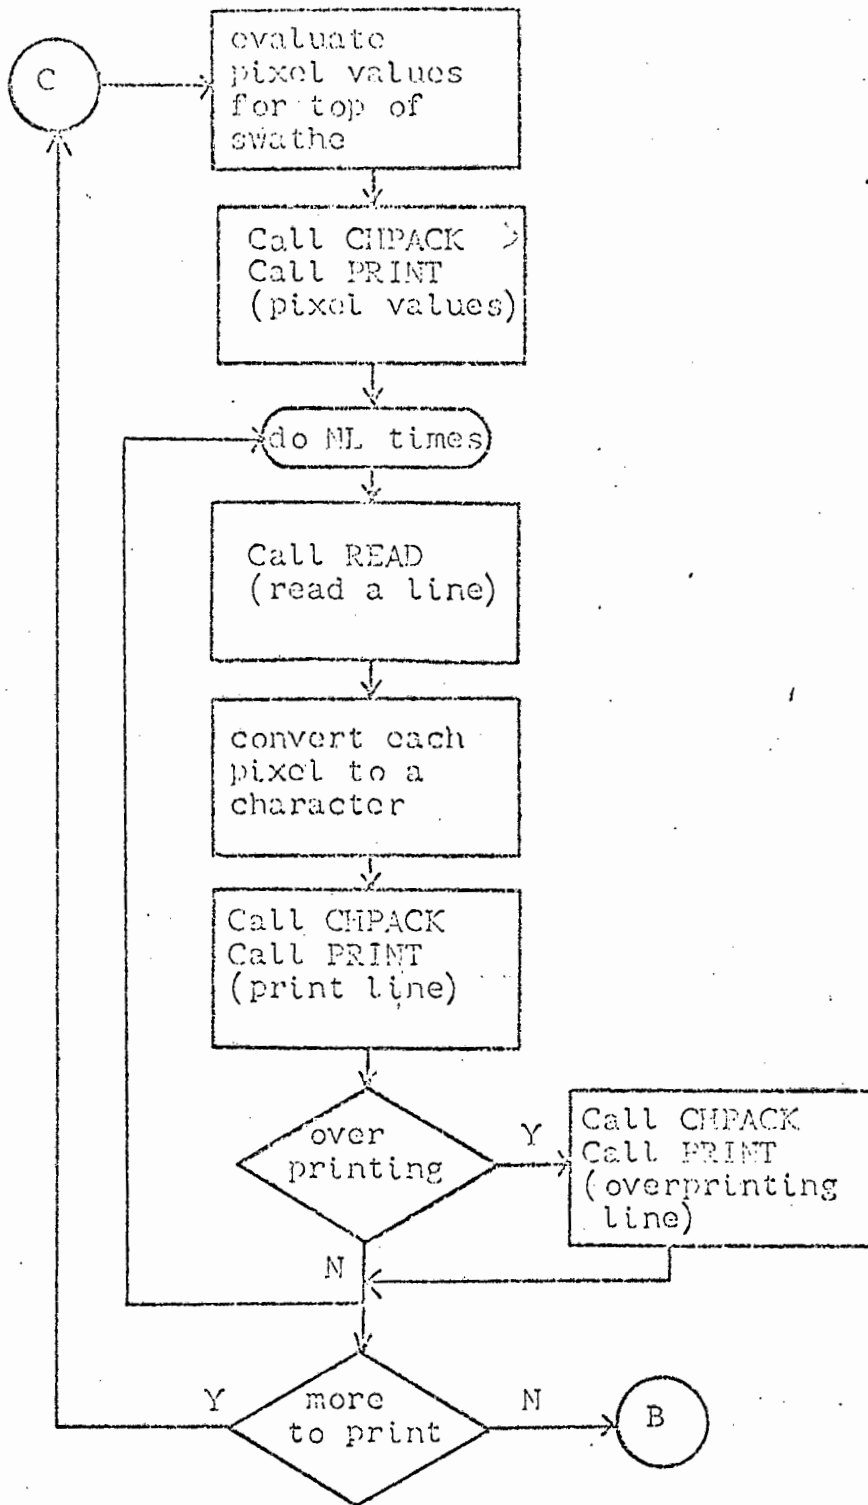 C
evaluate
pixel values
for top of
swathe
Call CHPACK
Call PRINT
(pixel values)
do NL times
Call READ
(read a line)
convert each
pixel to a
character
Call CHPACK
Call PRINT
(print line)
over
printing
Y
Call CHPACK
Call PRINT
(overprinting
line)
N
Y
more
to print
N
B